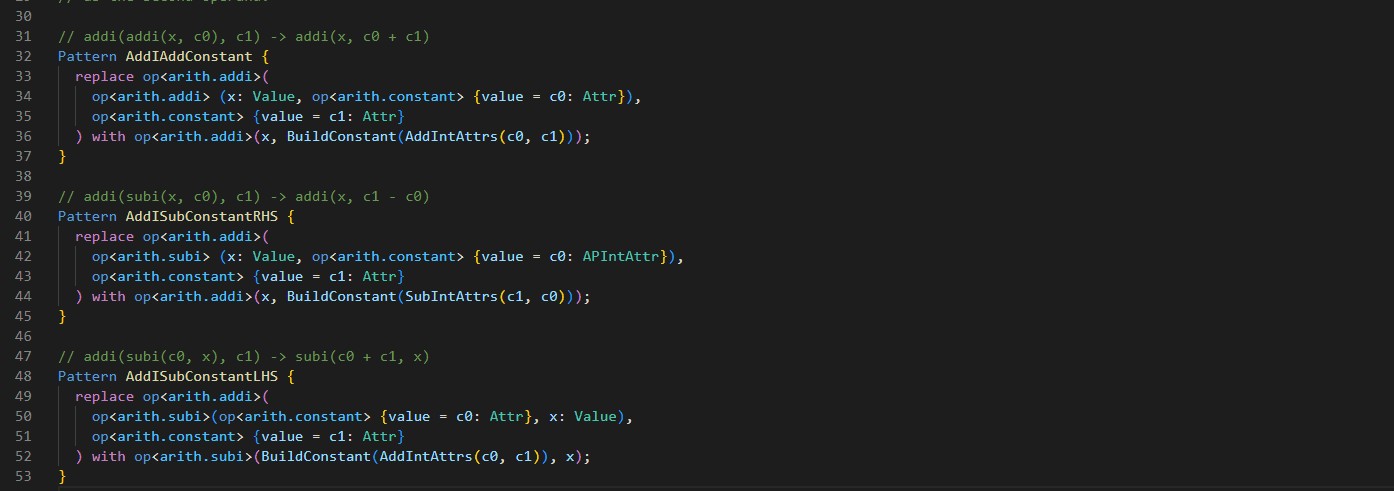 30
31 // addi(addi(x, c0), c1) -> addi(x, c0 + c1)
32 Pattern AddIAddConstant {
33 replace op<arith.addi>(
34 op<arith.addi> (x: Value, op<arith.constant> {value = c0: Attr}),
35 op<arith.constant> {value = c1: Attr}
36 ) with op<arith.addi>(x, BuildConstant(AddIntAttrs(c0, c1)));
37 }
38
39 // addi(subi(x, c0), c1) -> addi(x, c1 - c0)
40 Pattern AddISubConstantRHS {
41 replace op<arith.addi>(
42 op<arith.subi> (x: Value, op<arith.constant> {value = c0: APIntAttr}),
43 op<arith.constant> {value = c1: Attr}
44 ) with op<arith.addi>(x, BuildConstant(SubIntAttrs(c1, c0)));
45 }
46
47 // addi(subi(c0, x), c1) -> subi(c0 + c1, x)
48 Pattern AddISubConstantLHS {
49 replace op<arith.addi>(
50 op<arith.subi>(op<arith.constant> {value = c0: Attr}, x: Value),
51 op<arith.constant> {value = c1: Attr}
52 ) with op<arith.subi>(BuildConstant(AddIntAttrs(c0, c1)), x);
53 }